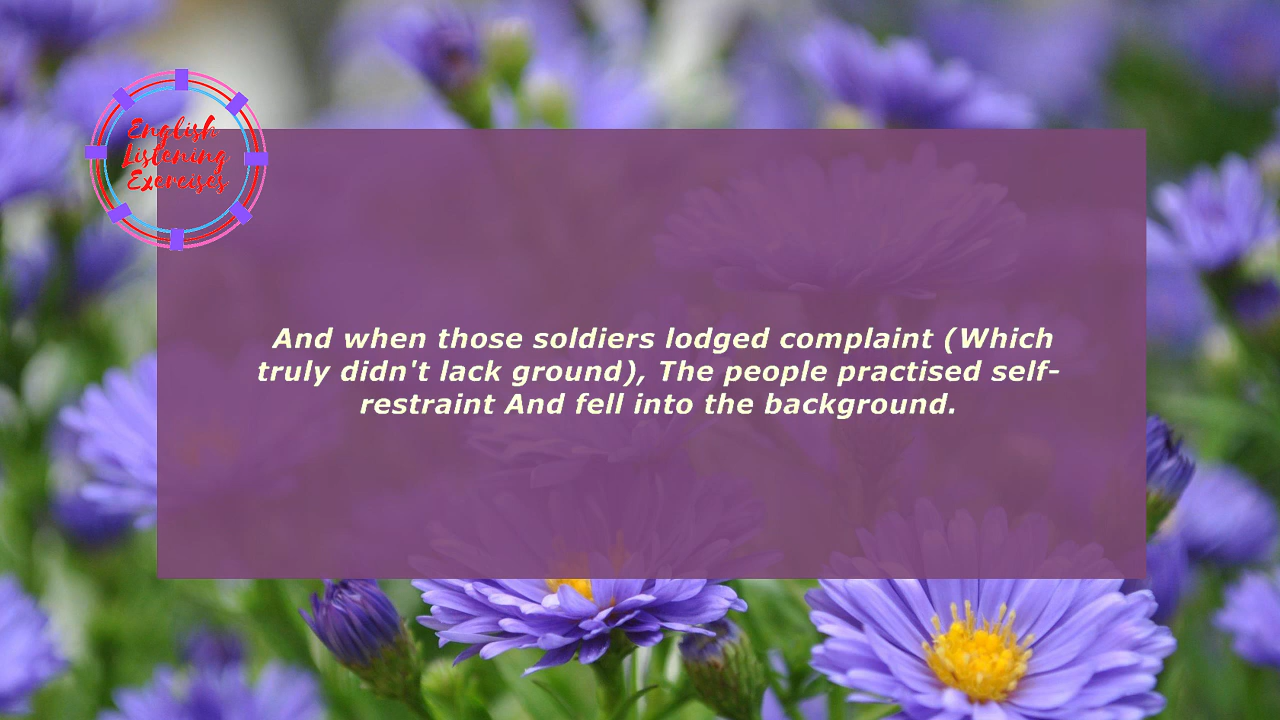 English
Listening
Exercises
And when those soldiers lodged complaint (Which
truly didn't lack ground), The people practised self-
restraint And fell into the background.